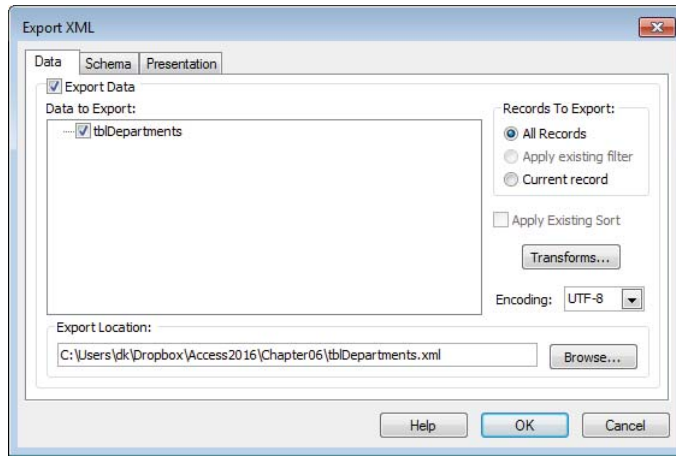 Export XML
Data
Schema
Presentation
Export Data
Data to Export:
tblDepartments
Records To Export:
All Records
Apply existing filter
Current record
Apply Existing Sort
Transforms...
Encoding: UTF-8
Export Location:
C:\Users\dk\Dropbox\Access2016\Chapter06\tblDepartments.xml
Browse...
Help
OK
Cancel